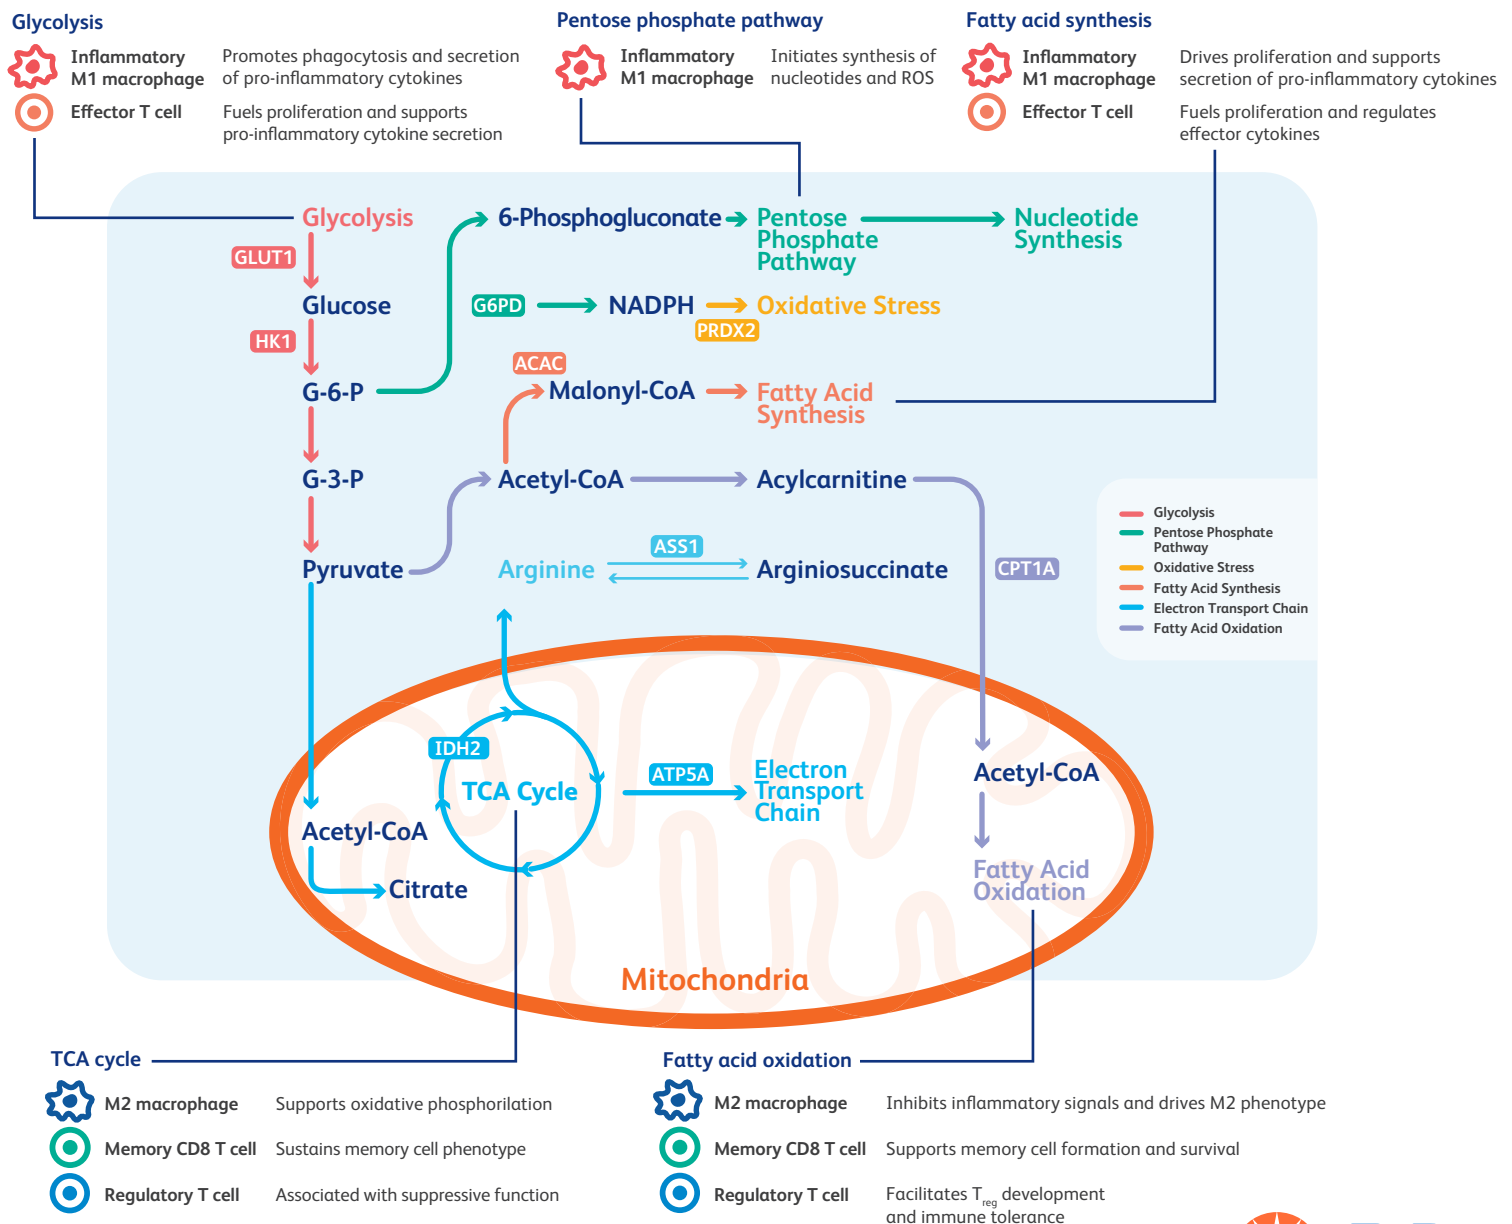 Glycolysis
Inflammatory
M1 macrophage
Promotes phagocytosis and secretion
of pro-inflammatory cytokines
Effector T cell
Fuels proliferation and supports
pro-inflammatory cytokine secretion
Pentose phosphate pathway
Inflammatory
M1 macrophage
Initiates synthesis of
nucleotides and ROS
Fatty acid synthesis
Inflammatory
M1 macrophage
Drives proliferation and supports
secretion of pro-inflammatory cytokines
Effector T cell
Fuels proliferation and regulates
effector cytokines
Glycolysis
6-Phosphogluconate
Pentose
Phosphate
Pathway
Nucleotide
Synthesis
GLUT1
Glucose
G6PD
NADPH
Oxidative Stress
PRDX2
HK1
ACAC
G-6-P
Malonyl-CoA
Fatty Acid
Synthesis
G-3-P
Acetyl-CoA
Acylcarnitine
Pyruvate
Arginine
ASS1
Arginiosuccinate
CPT1A
Glycolysis
Pentose Phosphate
Pathway
Oxidative Stress
Fatty Acid Synthesis
Electron Transport Chain
Fatty Acid Oxidation
IDH2
TCA Cycle
ATP5A
Electron
Transport
Chain
Acetyl-CoA
Acetyl-CoA
Citrate
Fatty Acid
Oxidation
Mitochondria
TCA cycle
M2 macrophage
Supports oxidative phosphorilation
Memory CD8 T cell
Sustains memory cell phenotype
Regulatory T cell
Associated with suppressive function
Fatty acid oxidation
M2 macrophage
Inhibits inflammatory signals and drives M2 phenotype
Memory CD8 T cell
Supports memory cell formation and survival
Regulatory T cell
Facilitates Treg development
and immune tolerance